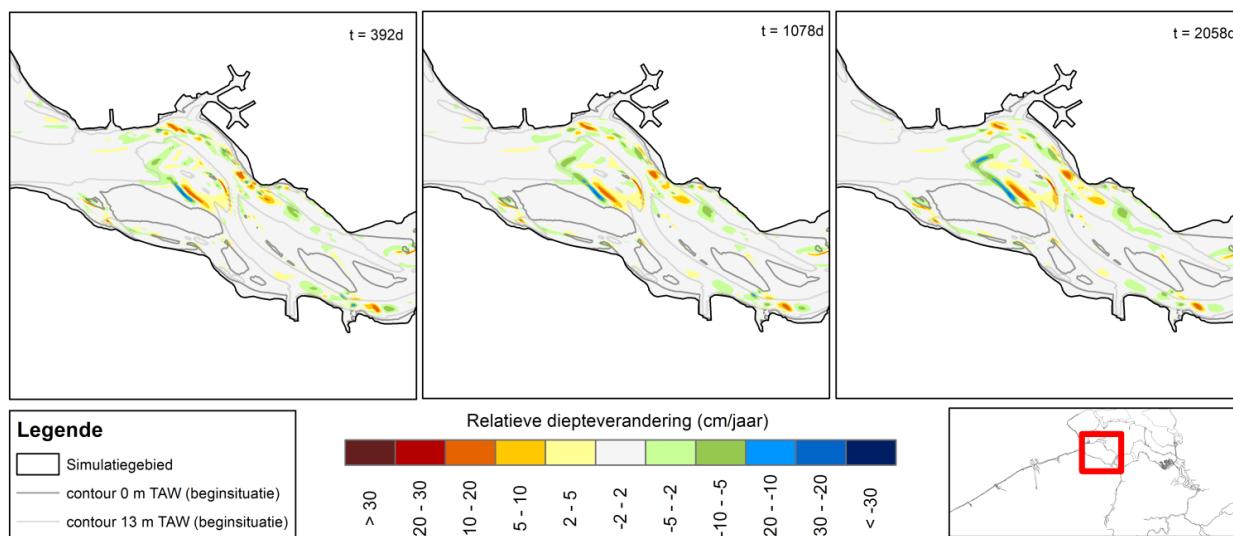 t = 392d
t = 1078d
t = 2058d
Legende
Simulatiegebied
contour 0 m TAW (beginsituatie)
contour 13 m TAW (beginsituatie)
Relatieve diepteverandering (cm/jaar)
> 30
20 - 30
10 - 20
5 - 10
2 - 5
-2 - 2
-5 - -2
-10 - -5
-20 - -10
-30 - -20
< -30